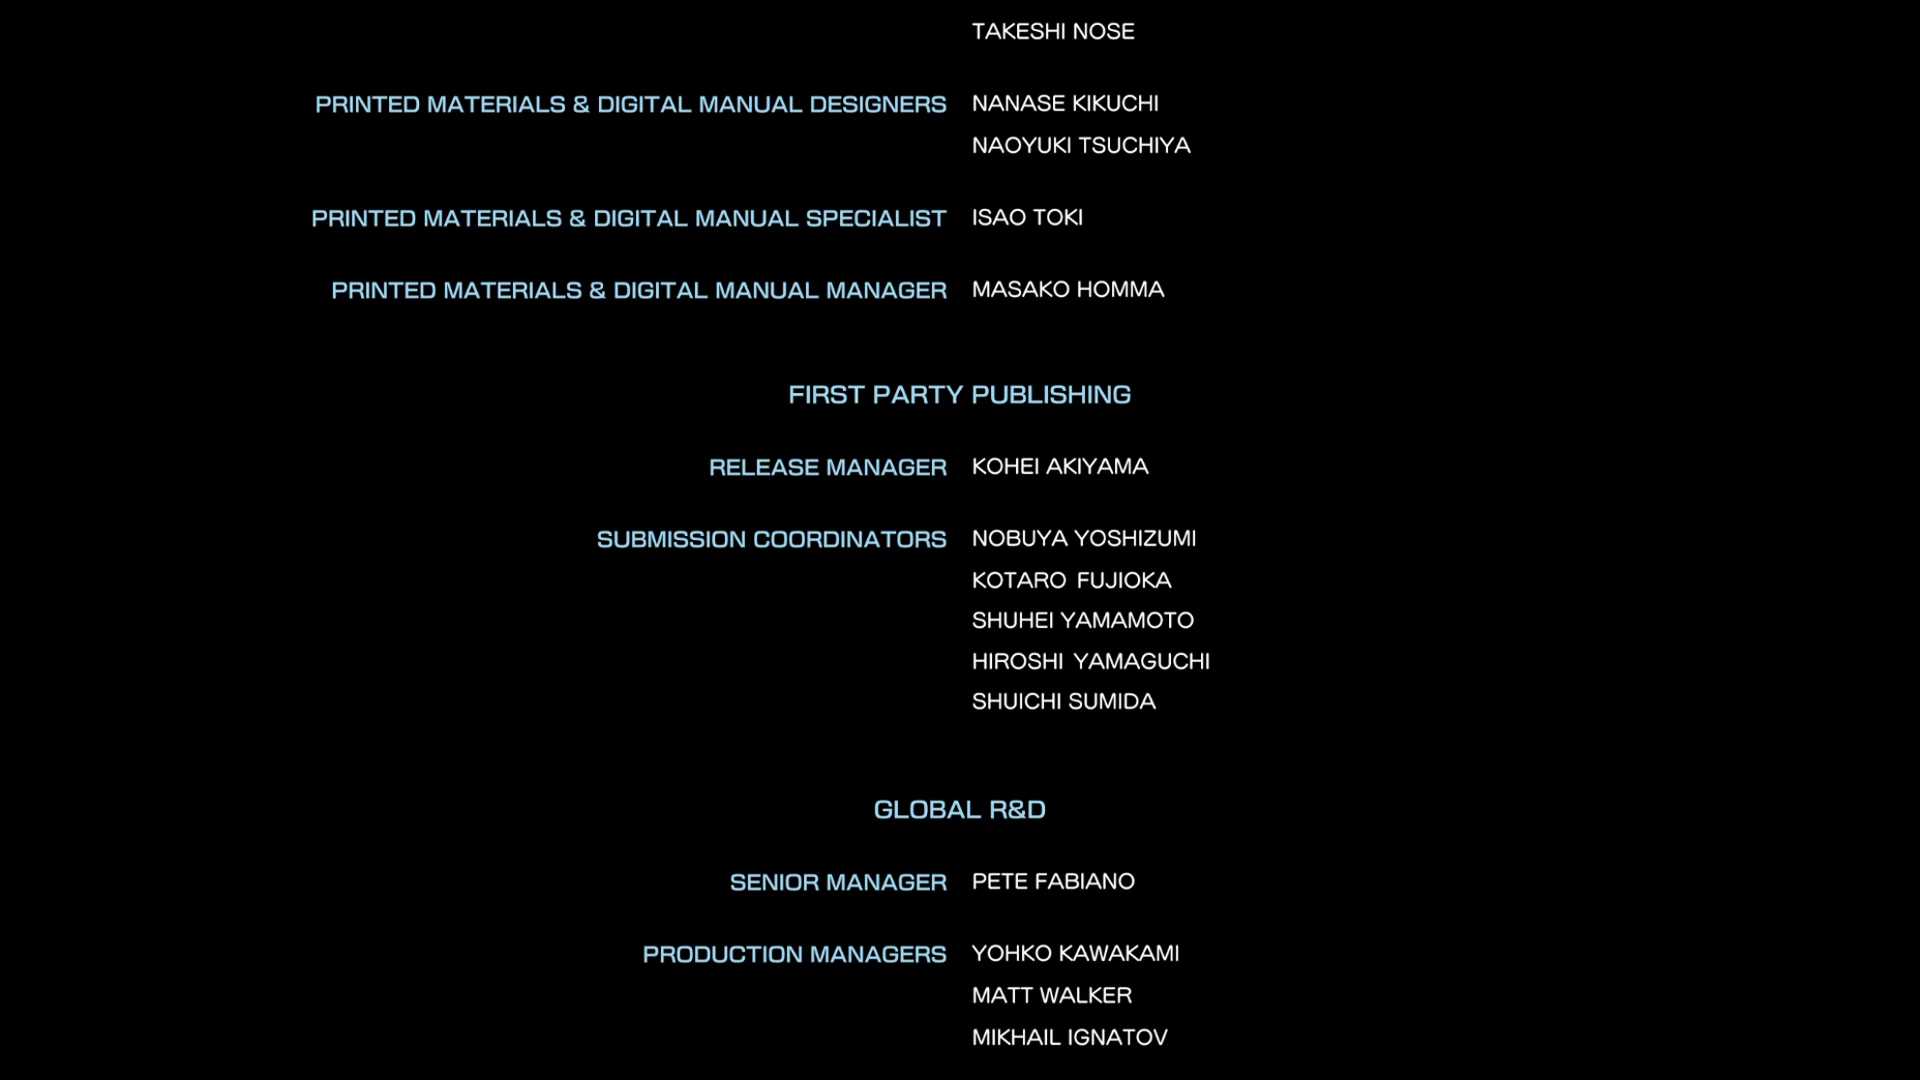 TAKESHI NOSE
PRINTED MATERIALS & DIGITAL MANUAL DESIGNERS NANASE KIKUCHI
NAOYUKI TSUCHIYA
PRINTED MATERIALS & DIGITAL MANUAL SPECIALIST ISAO TOKI
PRINTED MATERIALS & DIGITAL MANUAL MANAGER MASAKO HOMMA
FIRST PARTY PUBLISHING
RELEASE MANAGER KOHEI AKIYAMA
SUBMISSION COORDINATORS NOBUYA YOSHIZUMI
KOTARO FUJIOKA
SHUHEI YAMAMOTO
HIROSHI YAMAGUCHI
SHUICHI SUMIDA
GLOBAL R&D
SENIOR MANAGER PETE FABIANO
PRODUCTION MANAGERS YOHKO KAWAKAMI
MATT WALKER
MIKHAIL IGNATOV